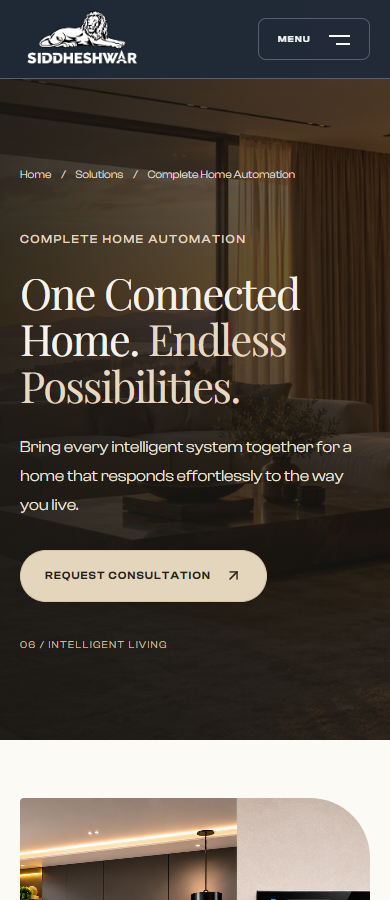 SIDDHESHWAR
MENU
Home / Solutions / Complete Home Automation
COMPLETE HOME AUTOMATION
One Connected
Home. Endless
Possibilities.
Bring every intelligent system together for a
home that responds effortlessly to the way
you live.
REQUEST CONSULTATION
06 / INTELLIGENT LIVING